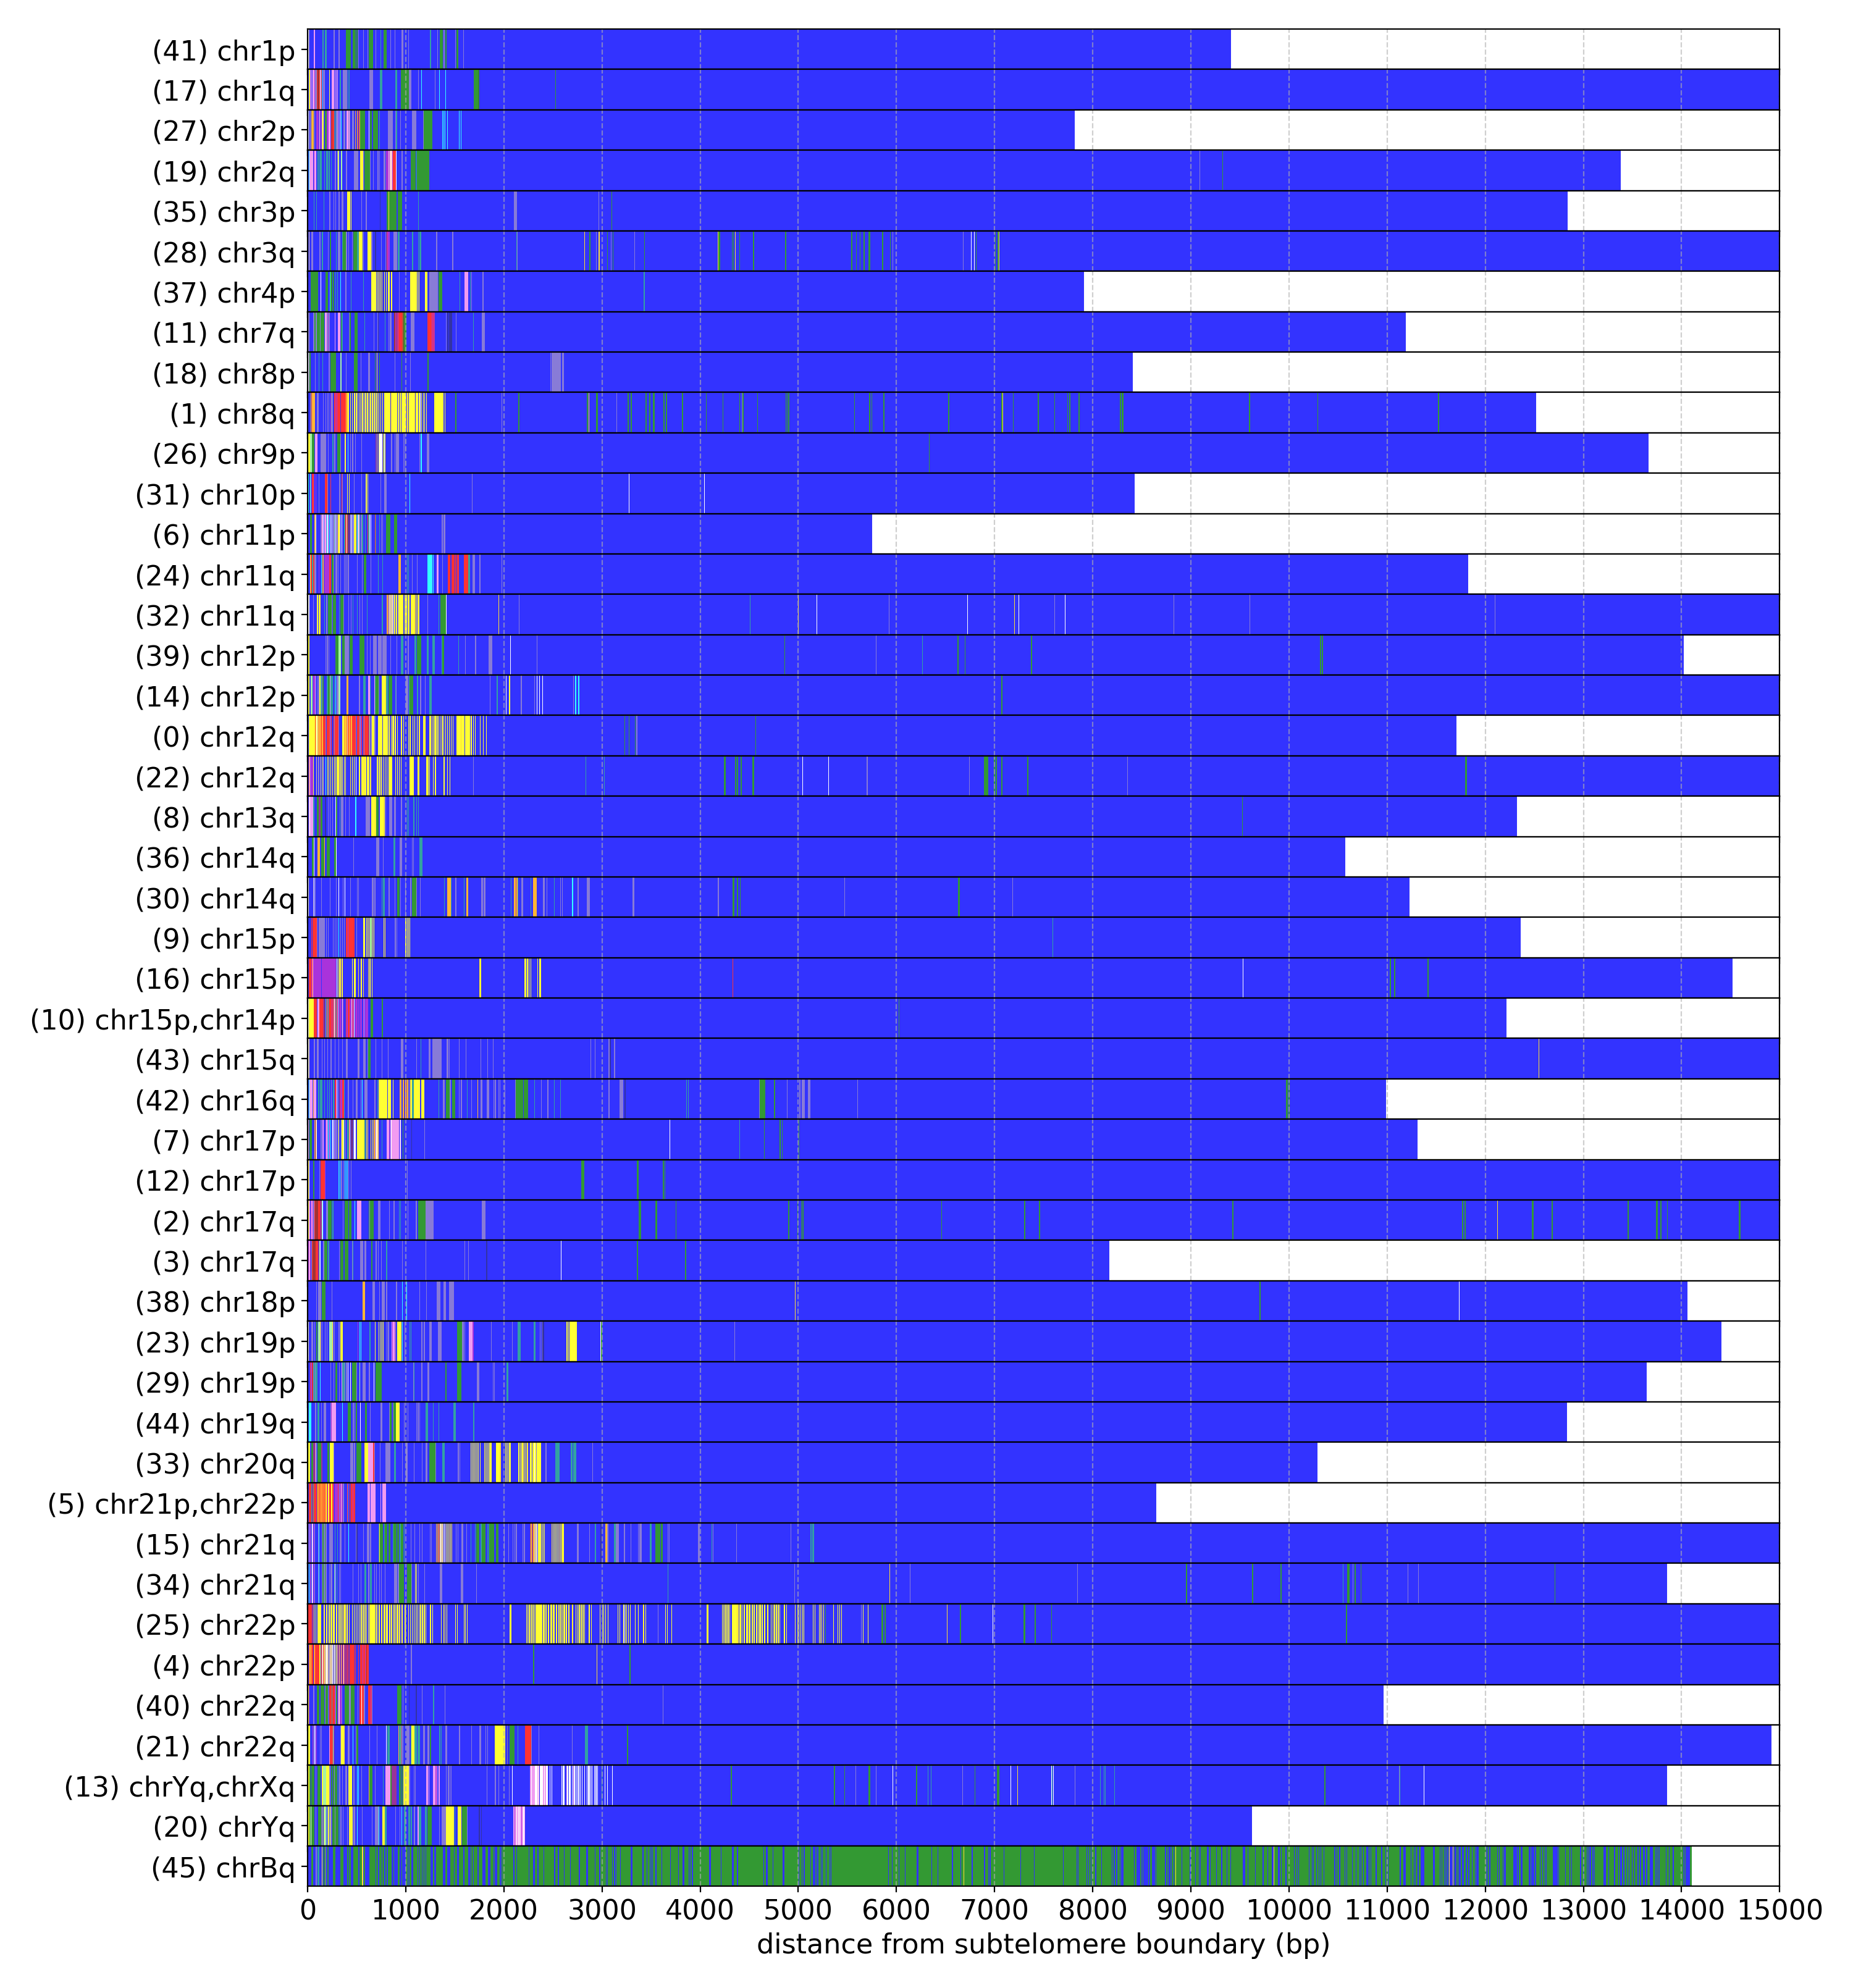 (41) chr1p
(17) chr1q
(27) chr2p
(19) chr2q
(35) chr3p
(28) chr3q
(37) chr4p
(11) chr7q
(18) chr8p
(1) chr8q
(26) chr9p
(31) chr10p
(6) chr11p
(24) chr11q
(32) chr11q
(39) chr12p
(14) chr12p
(0) chr12q
(22) chr12q
(8) chr13q
(36) chr14q
(30) chr14q
(9) chr15p
(16) chr15p
(10) chr15p,chr14p
(43) chr15q
(42) chr16q
(7) chr17p
(12) chr17p
(2) chr17q
(3) chr17q
(38) chr18p
(23) chr19p
(29) chr19p
(44) chr19q
(33) chr20q
(5) chr21p,chr22p
(15) chr21q
(34) chr21q
(25) chr22p
(4) chr22p
(40) chr22q
(21) chr22q
(13) chrYq,chrXq
(20) chrYq
(45) chrBq
0 1000 2000 3000 4000 5000 6000 7000 8000 9000 10000 11000 12000 13000 14000 15000
distance from subtelomere boundary (bp)